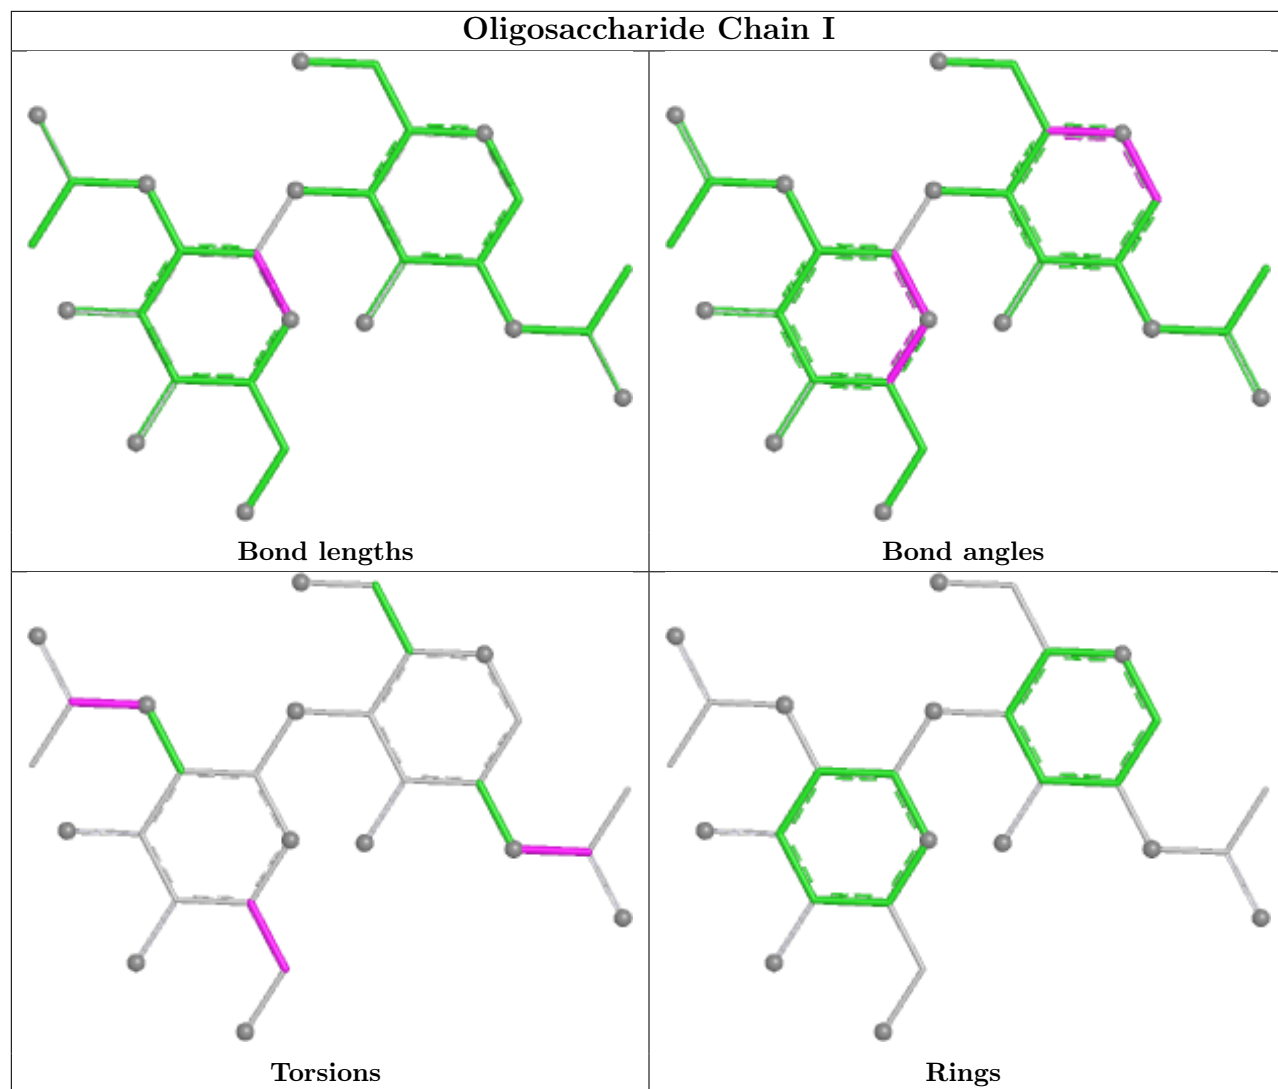 Oligosaccharide Chain I
Bond lengths
Bond angles
Torsions
Rings